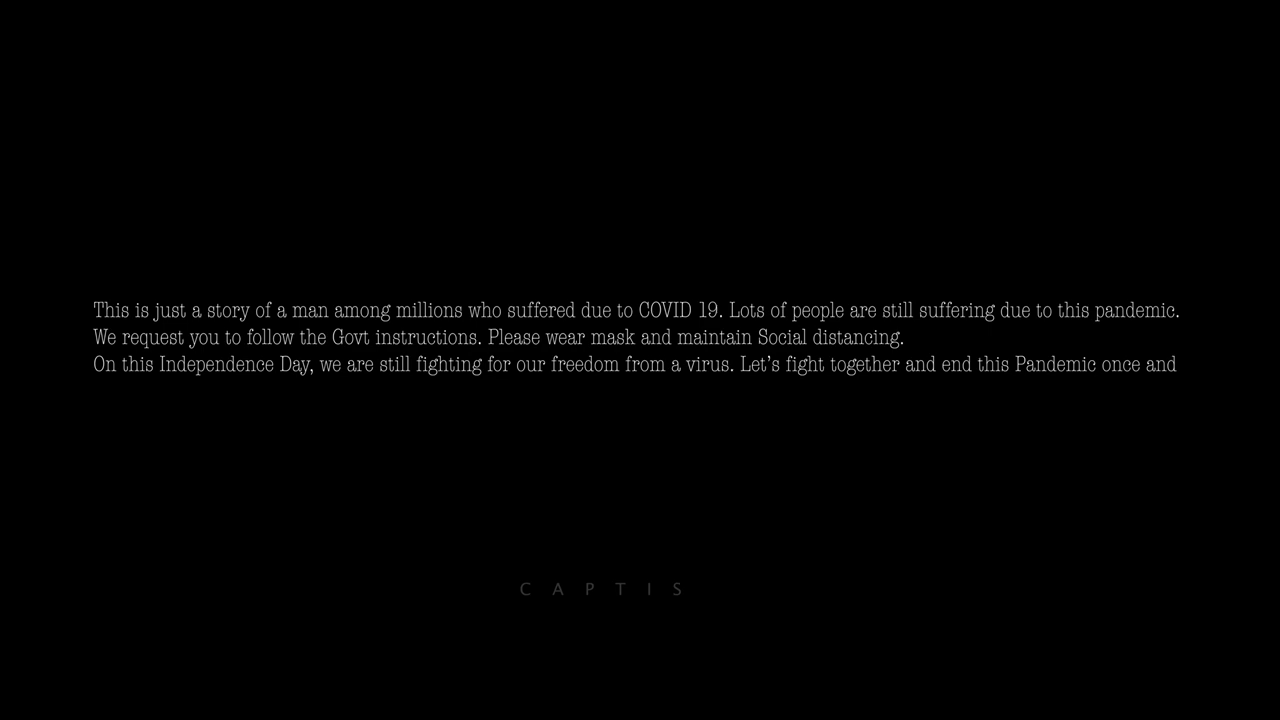 This is just a story of a man among millions who suffered due to COVID 19. Lots of people are still suffering due to this pandemic.
We request you to follow the Govt instructions. Please wear mask and maintain Social distancing.
On this Independence Day, we are still fighting for our freedom from a virus. Let’s fight together and end this Pandemic once and
CAPTIS